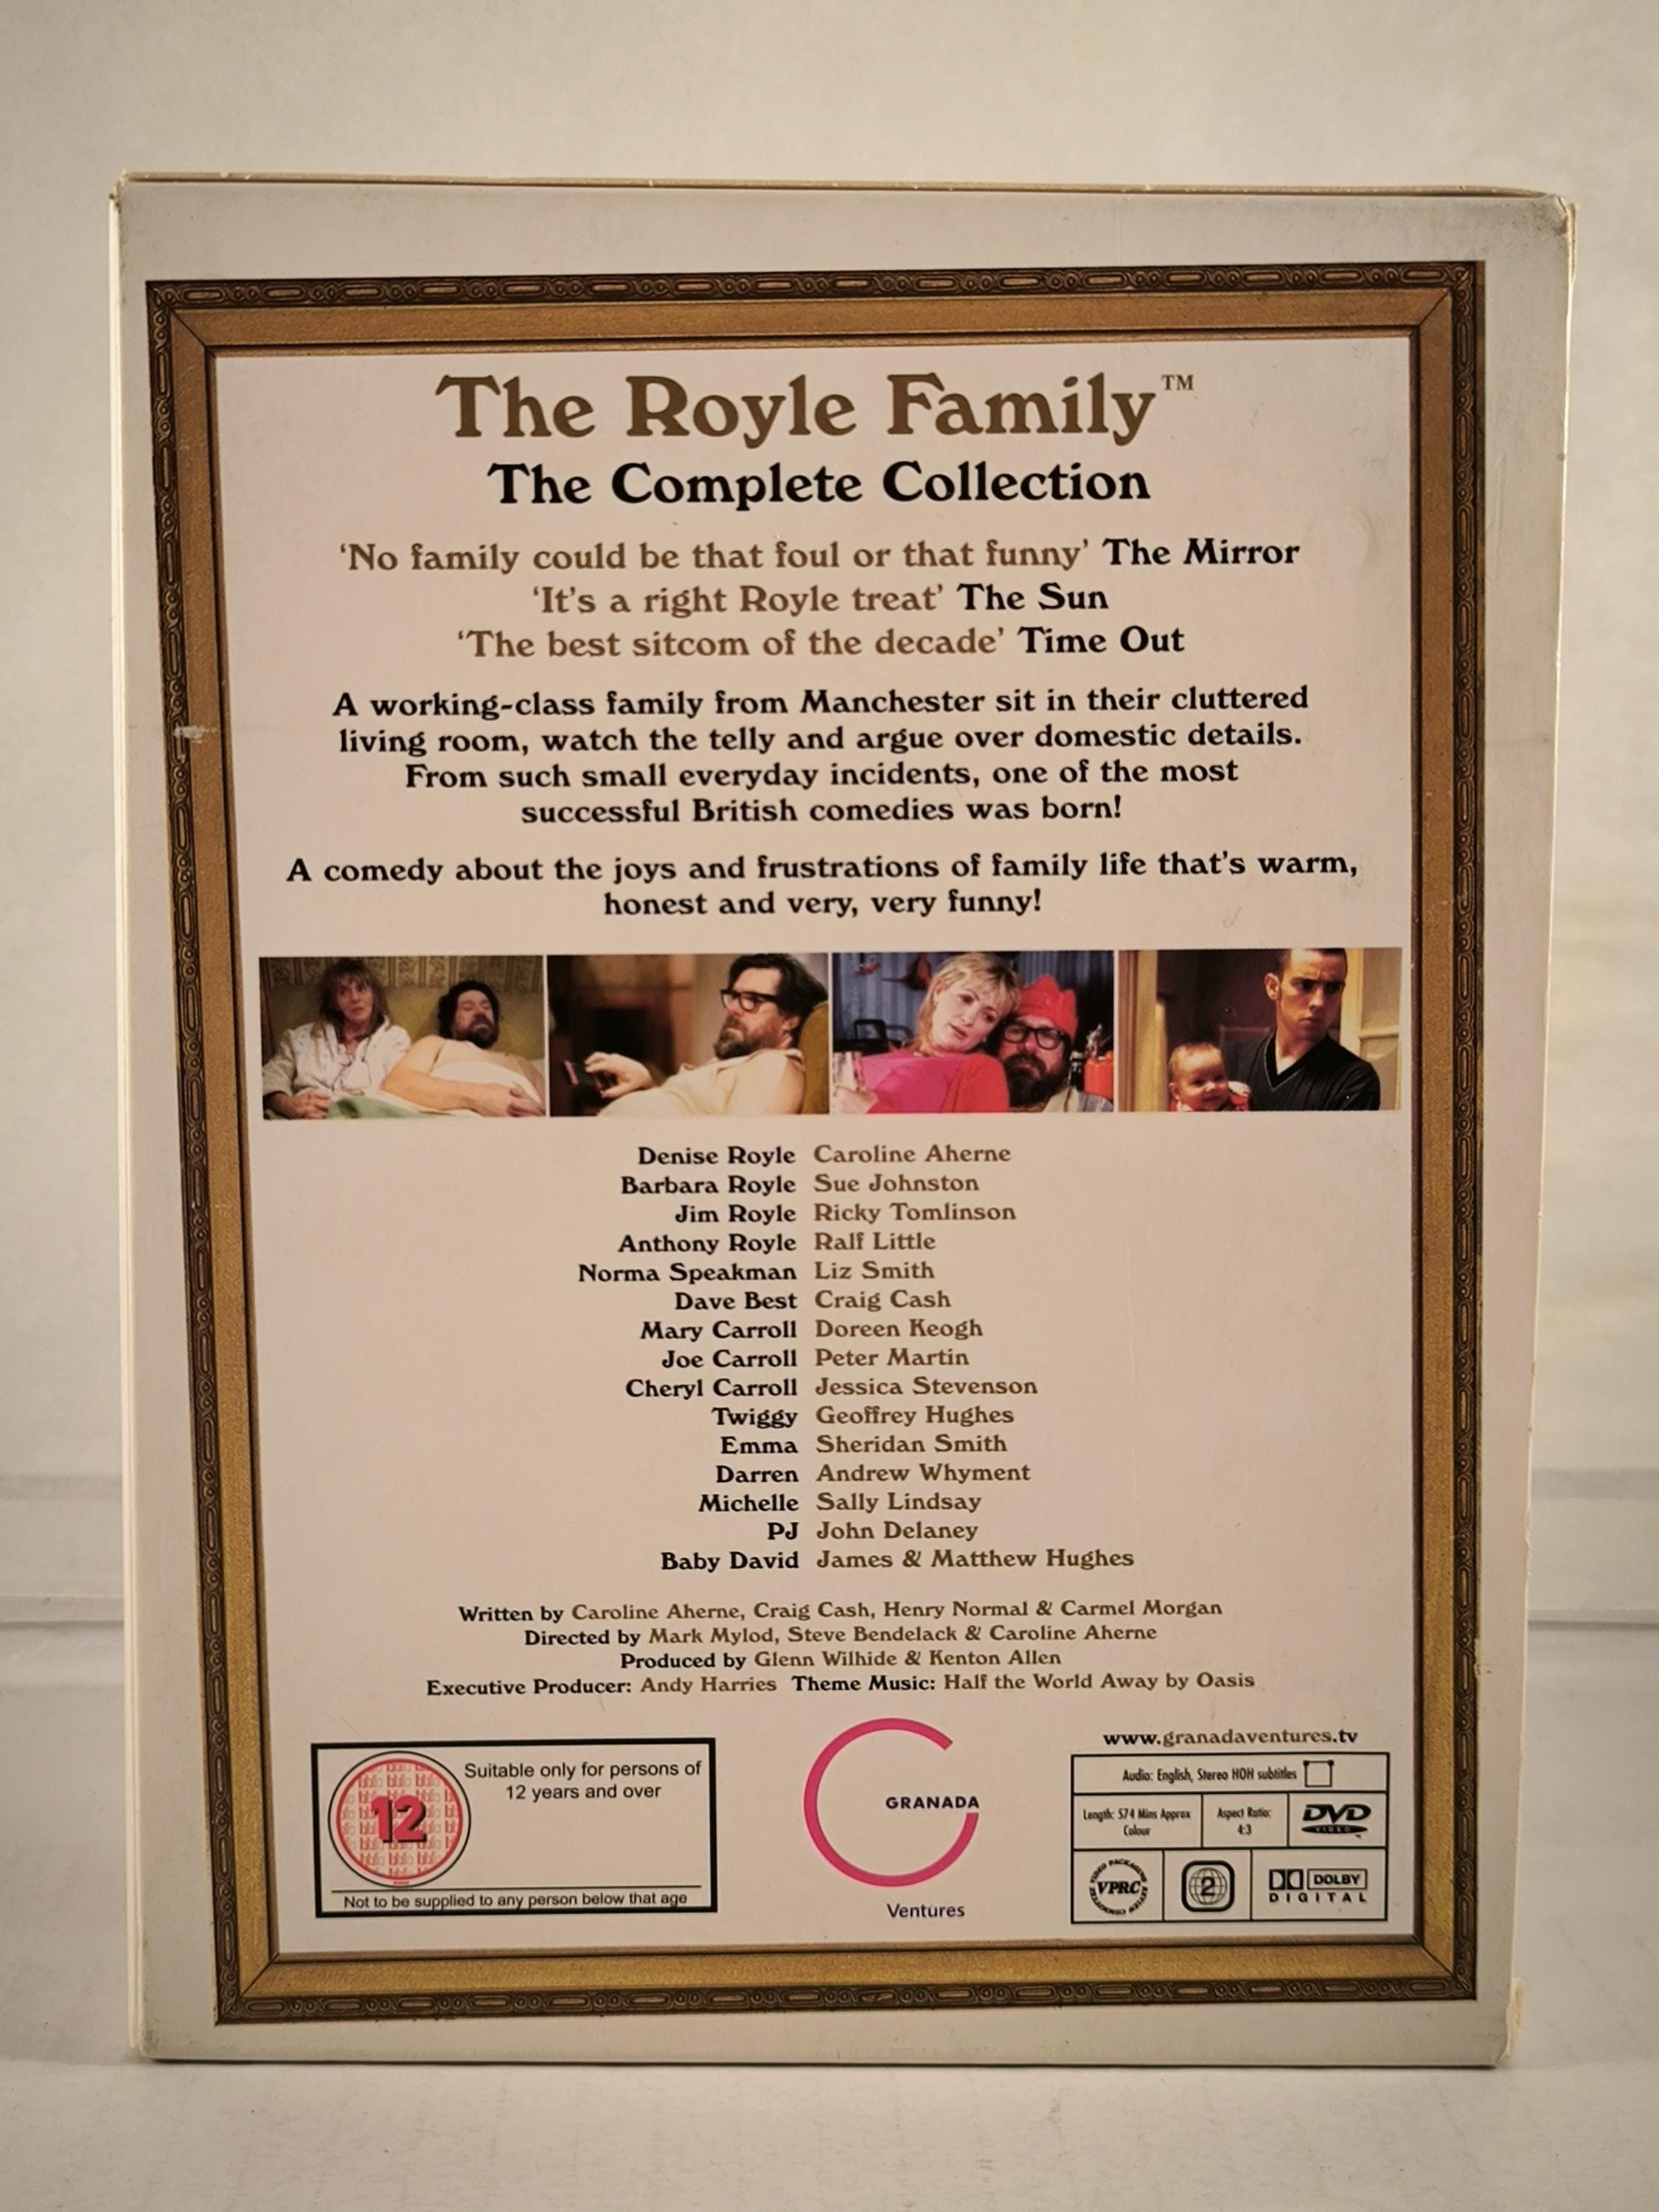 The Royle Family™
The Complete Collection
‘No family could be that foul or that funny’ The Mirror
‘It’s a right Royle treat’ The Sun
‘The best sitcom of the decade’ Time Out
A working-class family from Manchester sit in their cluttered
living room, watch the telly and argue over domestic details.
From such small everyday incidents, one of the most
successful British comedies was born!
A comedy about the joys and frustrations of family life that’s warm,
honest and very, very funny!
Denise Royle Caroline Aherne
Barbara Royle Sue Johnston
Jim Royle Ricky Tomlinson
Anthony Royle Ralf Little
Norma Speakman Liz Smith
Dave Best Craig Cash
Mary Carroll Doreen Keogh
Joe Carroll Peter Martin
Cheryl Carroll Jessica Stevenson
Twiggy Geoffrey Hughes
Emma Sheridan Smith
Darren Andrew Whyment
Michelle Sally Lindsay
PJ John Delaney
Baby David James & Matthew Hughes
Written by Caroline Aherne, Craig Cash, Henry Normal & Carmel Morgan
Directed by Mark Mylod, Steve Bendelack & Caroline Aherne
Produced by Glenn Wilhide & Kenton Allen
Executive Producer: Andy Harries Theme Music: Half the World Away by Oasis
12
Suitable only for persons of
12 years and over
Not to be supplied to any person below that age
GRANADA
Ventures
www.granadaventures.tv
Audio: English, Stereo HOH subtitles
Length: 574 Mins Approx
Colour
Aspect Ratio:
4:3
DVD
VIDEO
VPRC
2
DOLBY
DIGITAL